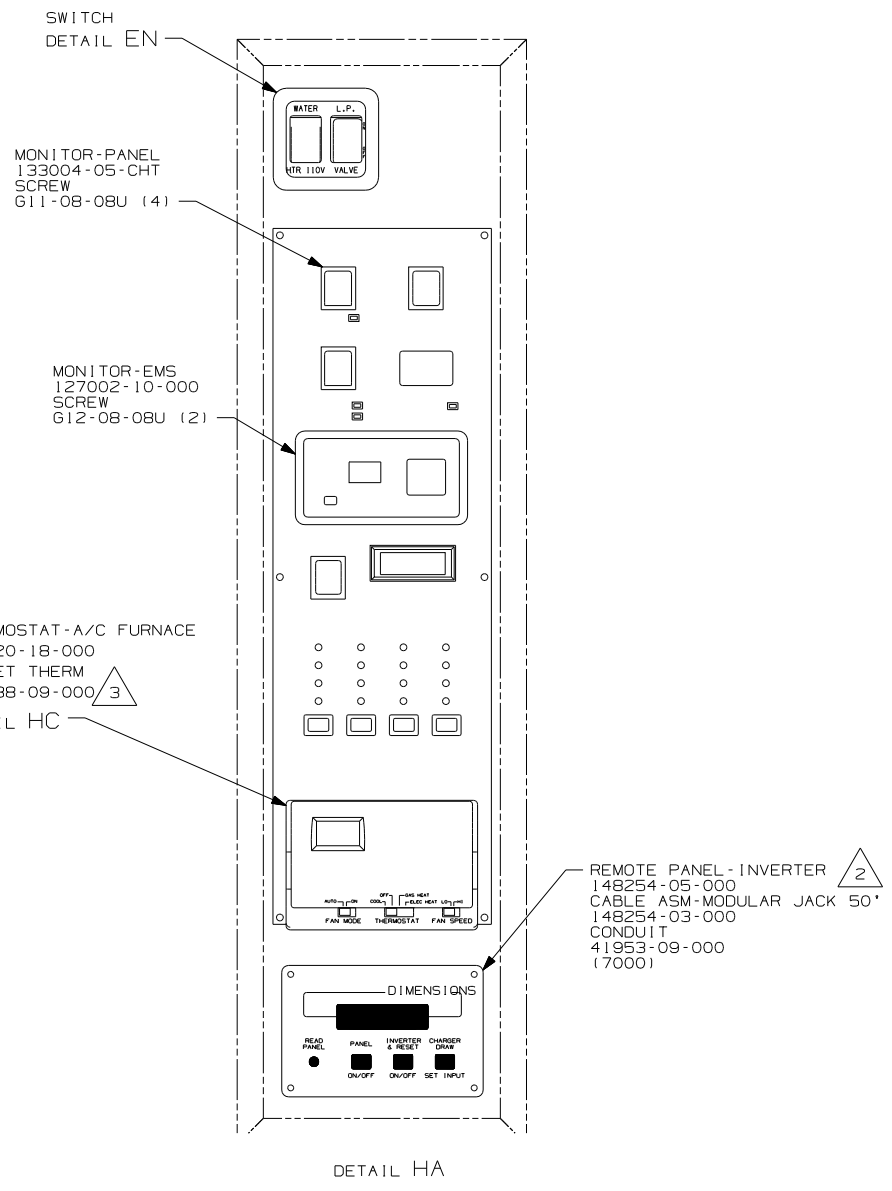 SWITCH
DETAIL EN
WATER L.P.
HTR 110V VALVE
MONITOR-PANEL
133004-05-CHT
SCREW
G11-08-08U (4)
MONITOR-EMS
127002-10-000
SCREW
G12-08-08U (2)
MOSTAT-A/C FURNACE
20-18-000
ET THERM
38-09-000 3
L HC
OFF GAS HEAT
AUTO ON COOL ELEC HEAT LO HI
FAN MODE THERMOSTAT FAN SPEED
REMOTE PANEL-INVERTER 2
148254-05-000
CABLE ASM-MODULAR JACK 50'
148254-03-000
CONDUIT
41953-09-000
(7000)
DIMENSIONS
READ PANEL
PANEL
ON/OFF
INVERTER & RESET
ON/OFF
CHARGER DRAW
SET INPUT
DETAIL HA